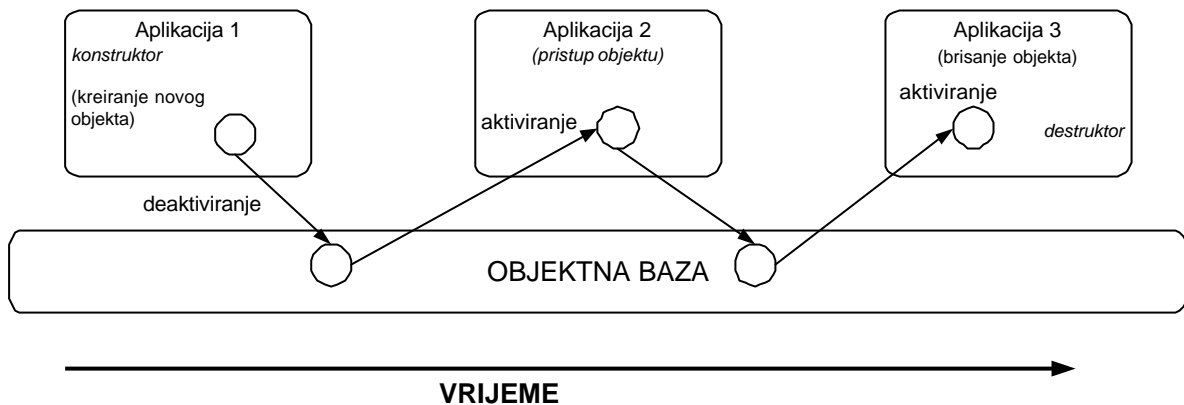 Aplikacija 1
konstruktor
(kreiranje novog
objekta)
Aplikacija 2
(pristup objektu)
aktiviranje
Aplikacija 3
(brisanje objekta)
aktiviranje
destruktor
deaktiviranje
OBJEKTNA BAZA
VRIJEME